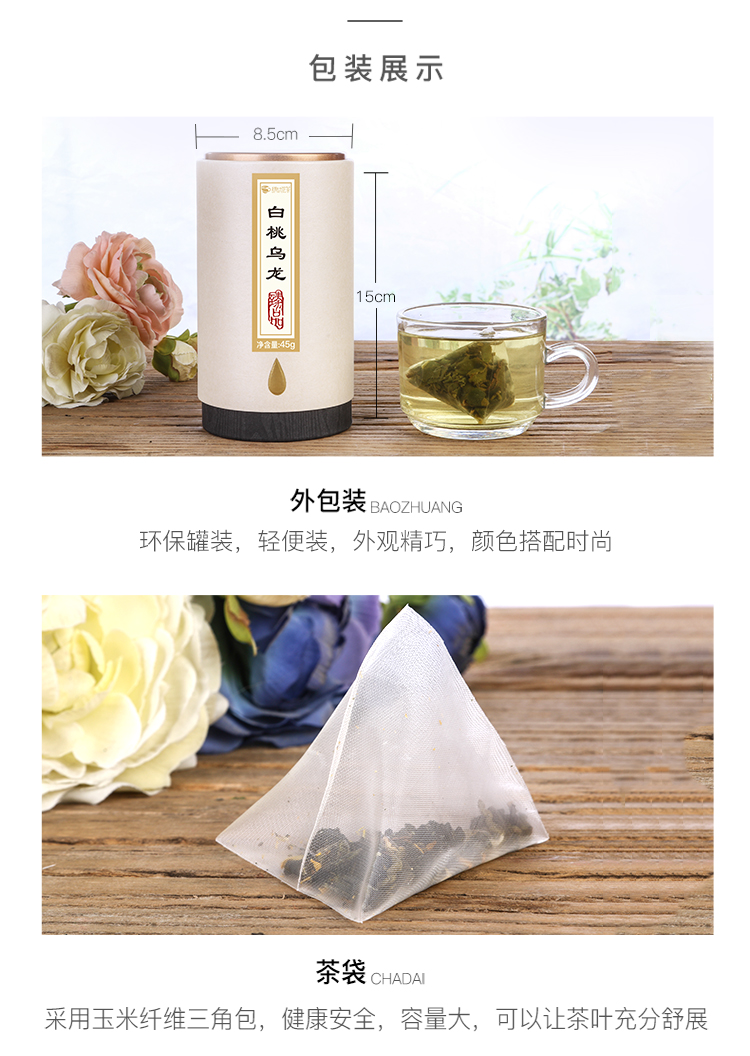 包装展示
8.5cm
白桃乌龙
15cm
净含量:45g
外包装 BAOZHUANG
环保罐装，轻便装，外观精巧，颜色搭配时尚
茶袋 CHADAI
采用玉米纤维三角包，健康安全，容量大，可以让茶叶充分舒展